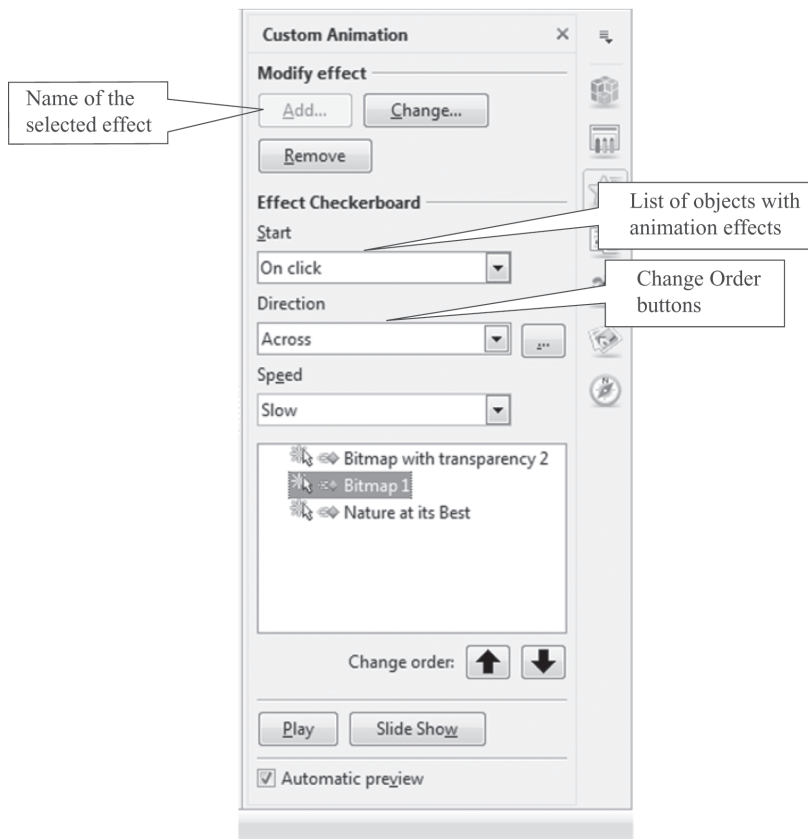 Custom Animation
Modify effect
Name of the
selected effect
Add...
Change...
Remove
Effect Checkerboard
List of objects with
animation effects
Start
On click
Change Order
buttons
Direction
Across
...
Speed
Slow
Bitmap with transparency 2
Bitmap 1
Nature at its Best
Change order:
Play
Slide Show
Automatic preview